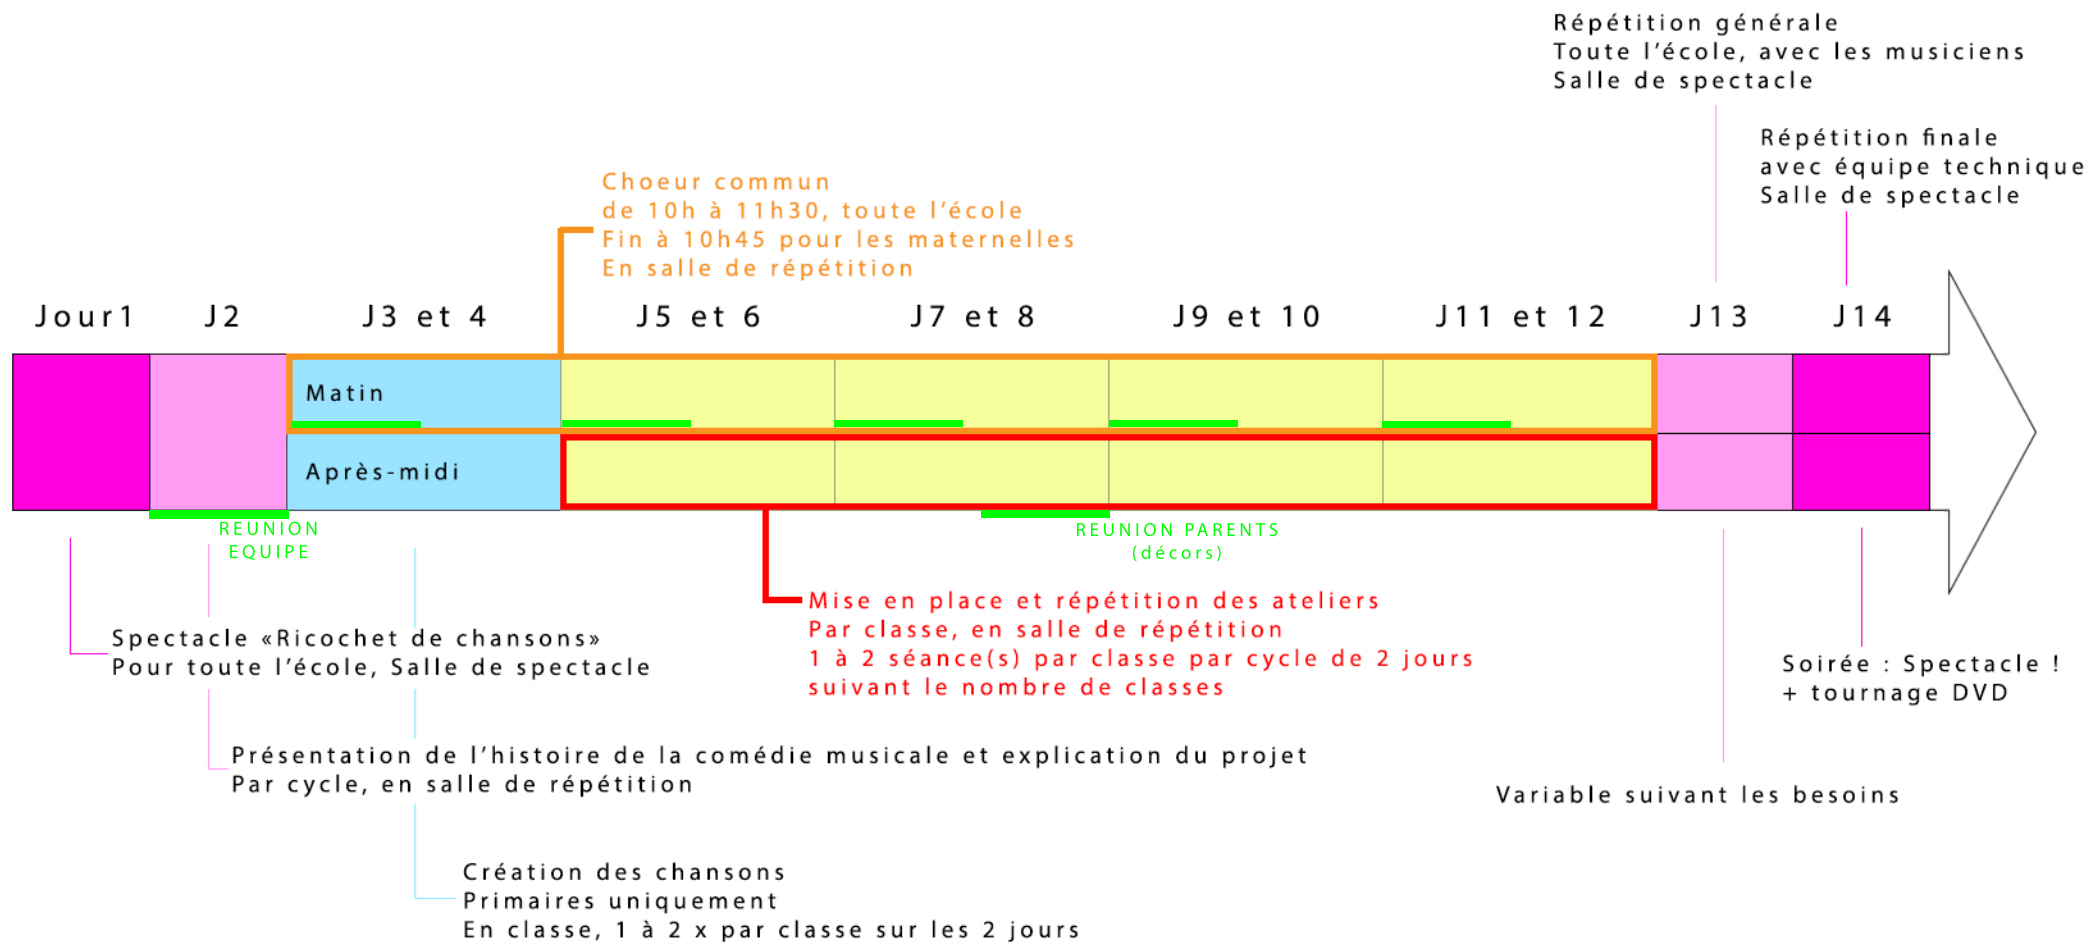 Répétition générale
Toute l'école, avec les musiciens
Salle de spectacle
Répétition finale
avec équipe technique
Salle de spectacle
Choeur commun
de 10h à 11h30, toute l'école
Fin à 10h45 pour les maternelles
En salle de répétition
Jour1 J2 J3 et 4 J5 et 6 J7 et 8 J9 et 10 J11 et 12 J13 J14
Matin
Après-midi
REUNION
EQUIPE
REUNION PARENTS
(décors)
Mise en place et répétition des ateliers
Par classe, en salle de répétition
1 à 2 séance(s) par classe par cycle de 2 jours
suivant le nombre de classes
Spectacle «Ricochet de chansons»
Pour toute l'école, Salle de spectacle
Soirée : Spectacle !
+ tournage DVD
Présentation de l'histoire de la comédie musicale et explication du projet
Par cycle, en salle de répétition
Variable suivant les besoins
Création des chansons
Primaires uniquement
En classe, 1 à 2 x par classe sur les 2 jours